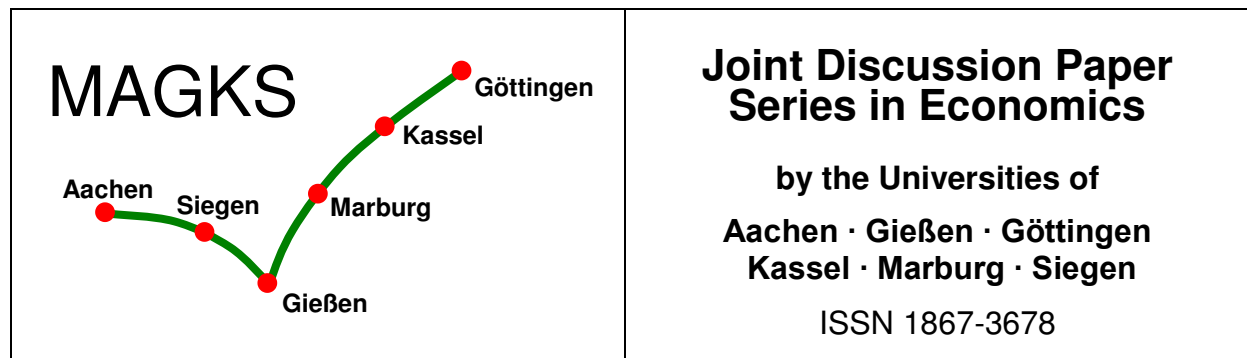 MAGKS
Göttingen
Kassel
Aachen
Siegen
Marburg
Gießen
Joint Discussion Paper
Series in Economics
by the Universities of
Aachen · Gießen · Göttingen
Kassel · Marburg · Siegen
ISSN 1867-3678